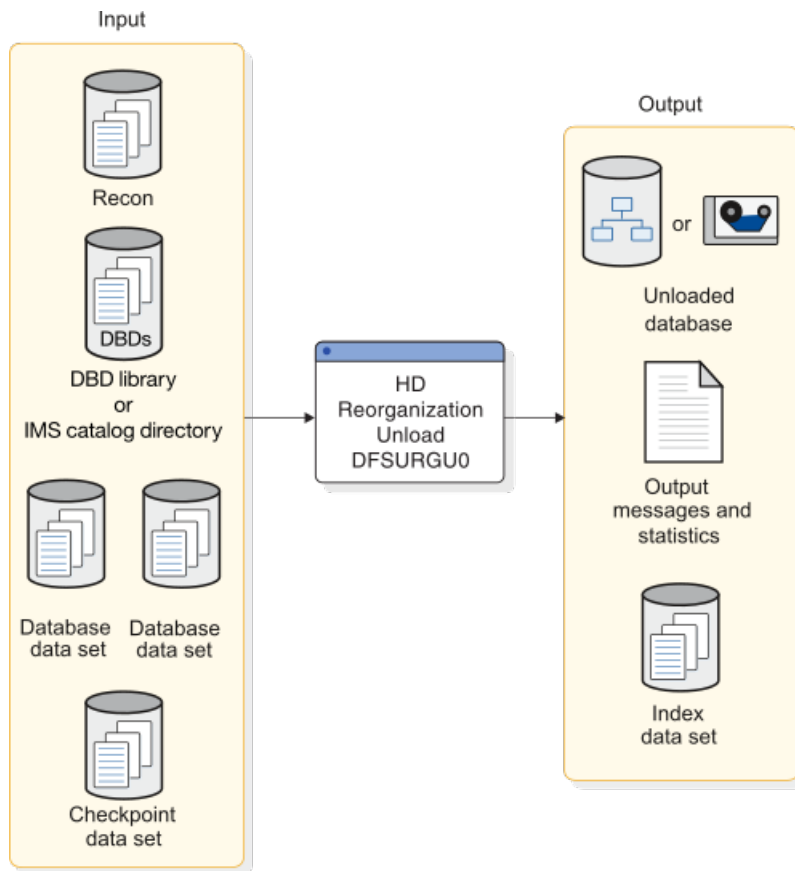 Input
Recon
DBDs
DBD library
or
IMS catalog directory
Database
data set
Database
data set
Checkpoint
data set
HD
Reorganization
Unload
DFSURGU0
Output
or
Unloaded
database
Output
messages and
statistics
Index
data set